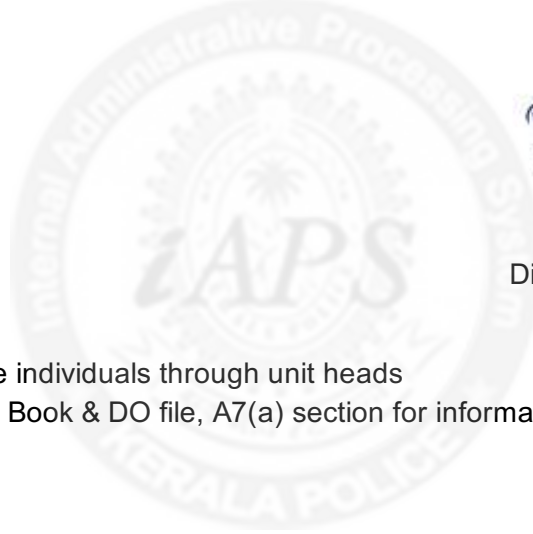 Internal Administrative Processing System
iAPS
KERALA POLICE
Di
e individuals through unit heads
Book & DO file, A7(a) section for informa